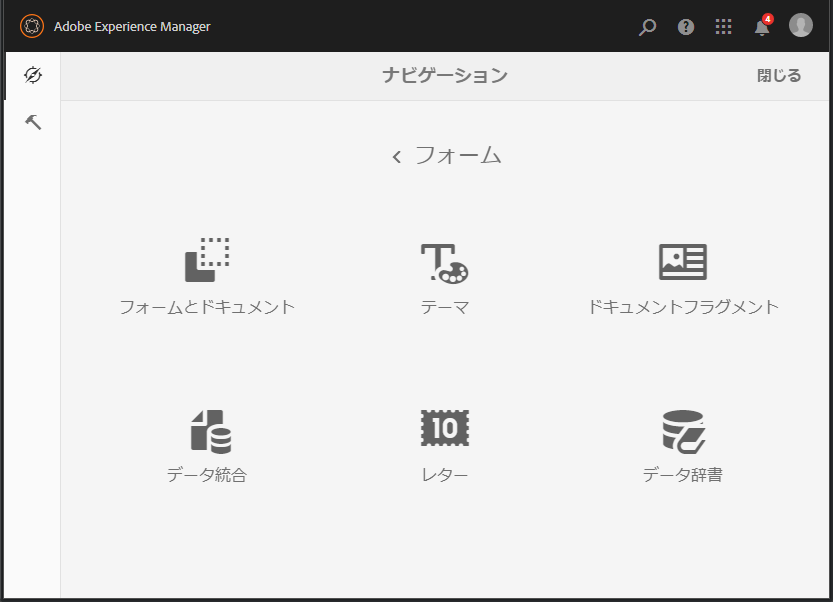 Adobe Experience Manager
4
ナビゲーション
閉じる
フォーム
フォームとドキュメント
テーマ
ドキュメントフラグメント
10
データ統合
レター
データ辞書